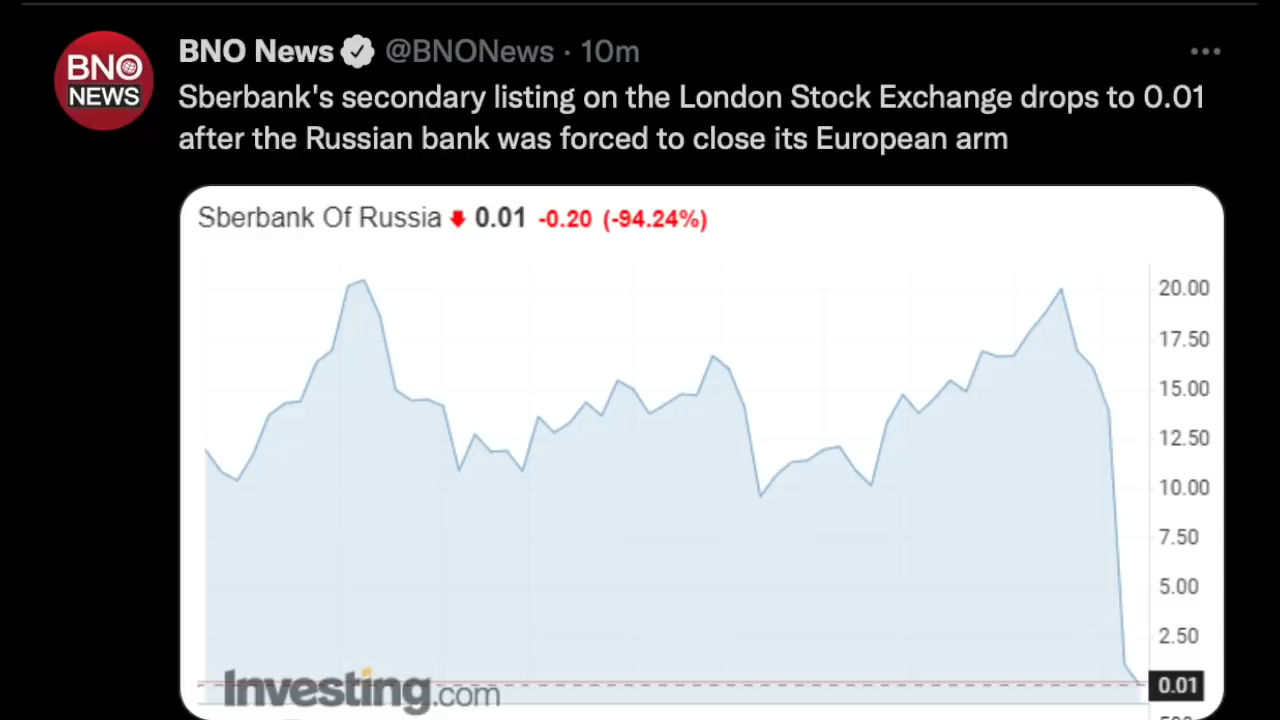 BNO
NEWS
BNO News @BNONews · 10m
Sberbank's secondary listing on the London Stock Exchange drops to 0.01
after the Russian bank was forced to close its European arm
Sberbank Of Russia 0.01 -0.20 (-94.24%)
20.00
17.50
15.00
12.50
10.00
7.50
5.00
2.50
0.01
Investing.com